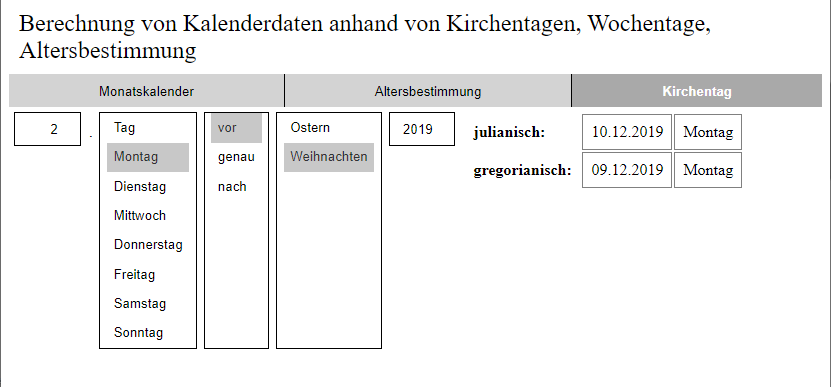 Berechnung von Kalenderdaten anhand von Kirchentagen, Wochentage,
Altersbestimmung
Monatskalender Altersbestimmung Kirchentag
2 . Tag vor Ostern 2019 julianisch: 10.12.2019 Montag
Montag genau Weihnachten gregorianisch: 09.12.2019 Montag
Dienstag nach
Mittwoch
Donnerstag
Freitag
Samstag
Sonntag